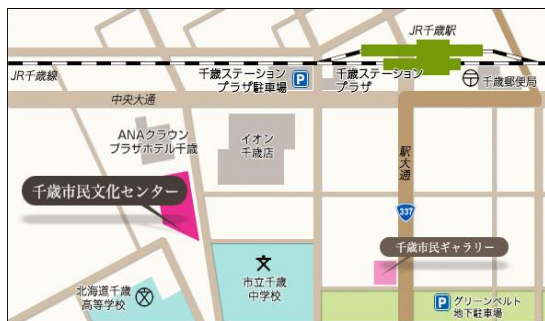 JR千歳駅
JR千歳線
千歳ステーション
プラザ駐車場
P
千歳ステーション
プラザ
千歳郵便局
中央大通
ANAクラウン
プラザホテル千歳
イオン
千歳店
駅大通
千歳市民文化センター
337
千歳市民ギャラリー
北海道千歳
高等学校
文
市立千歳
中学校
P
グリーンベルト
地下駐車場